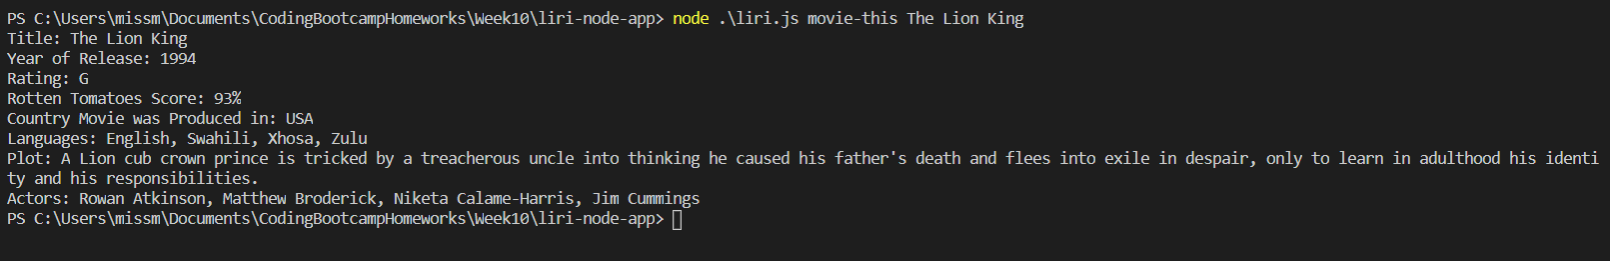 PS C:\Users\missm\Documents\CodingBootcampHomeworks\Week10\liri-node-app> node .\liri.js movie-this The Lion King
Title: The Lion King
Year of Release: 1994
Rating: G
Rotten Tomatoes Score: 93%
Country Movie was Produced in: USA
Languages: English, Swahili, Xhosa, Zulu
Plot: A Lion cub crown prince is tricked by a treacherous uncle into thinking he caused his father's death and flees into exile in despair, only to learn in adulthood his identi
ty and his responsibilities.
Actors: Rowan Atkinson, Matthew Broderick, Niketa Calame-Harris, Jim Cummings
PS C:\Users\missm\Documents\CodingBootcampHomeworks\Week10\liri-node-app>